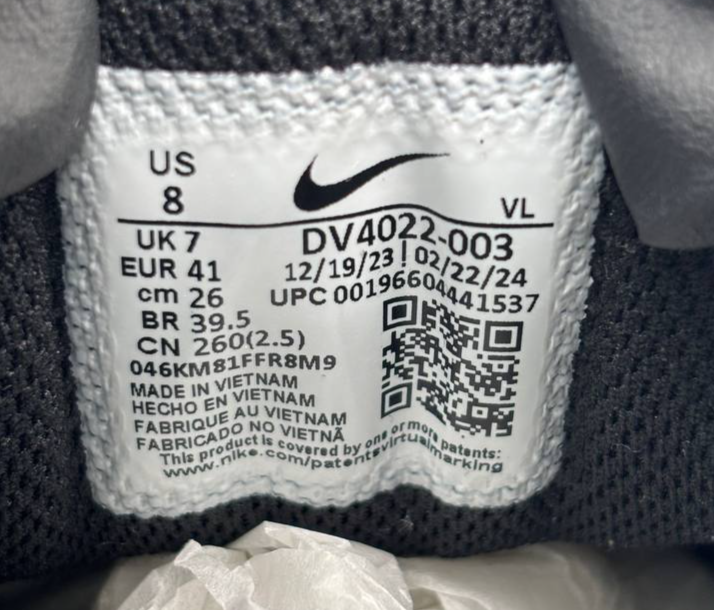 US
8
VL
UK 7
EUR 41
cm 26
BR 39.5
CN 260(2.5)
DV4022-003
12/19/23 | 02/22/24
UPC 00196604441537
046KM81FFR8M9
MADE IN VIETNAM
HECHO EN VIETNAM
FABRIQUE AU VIETNAM
FABRICADO NO VIETNÃ
This product is covered by one or more patents:
www.nike.com/patentsvirtualmarking